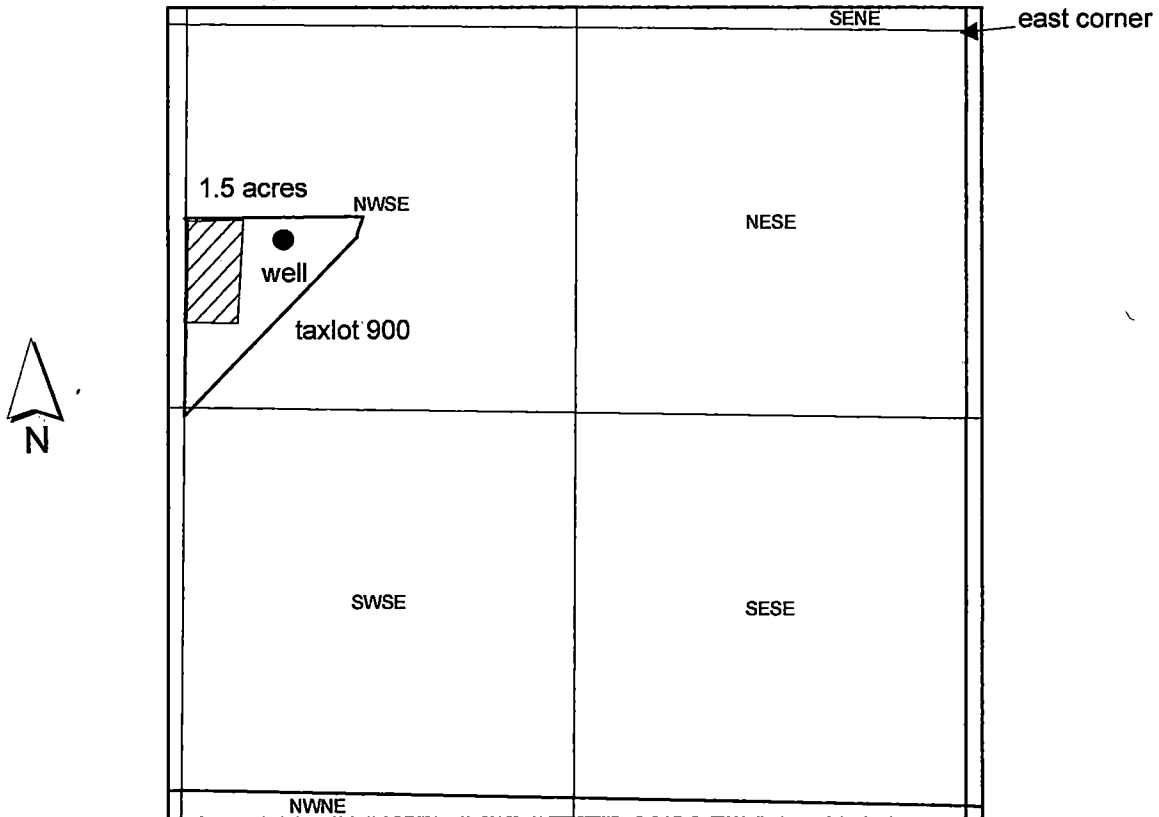 SENE
east corner
1.5 acres
NWSE
NESE
well
taxlot 900
N
SWSE
SESE
NWNE